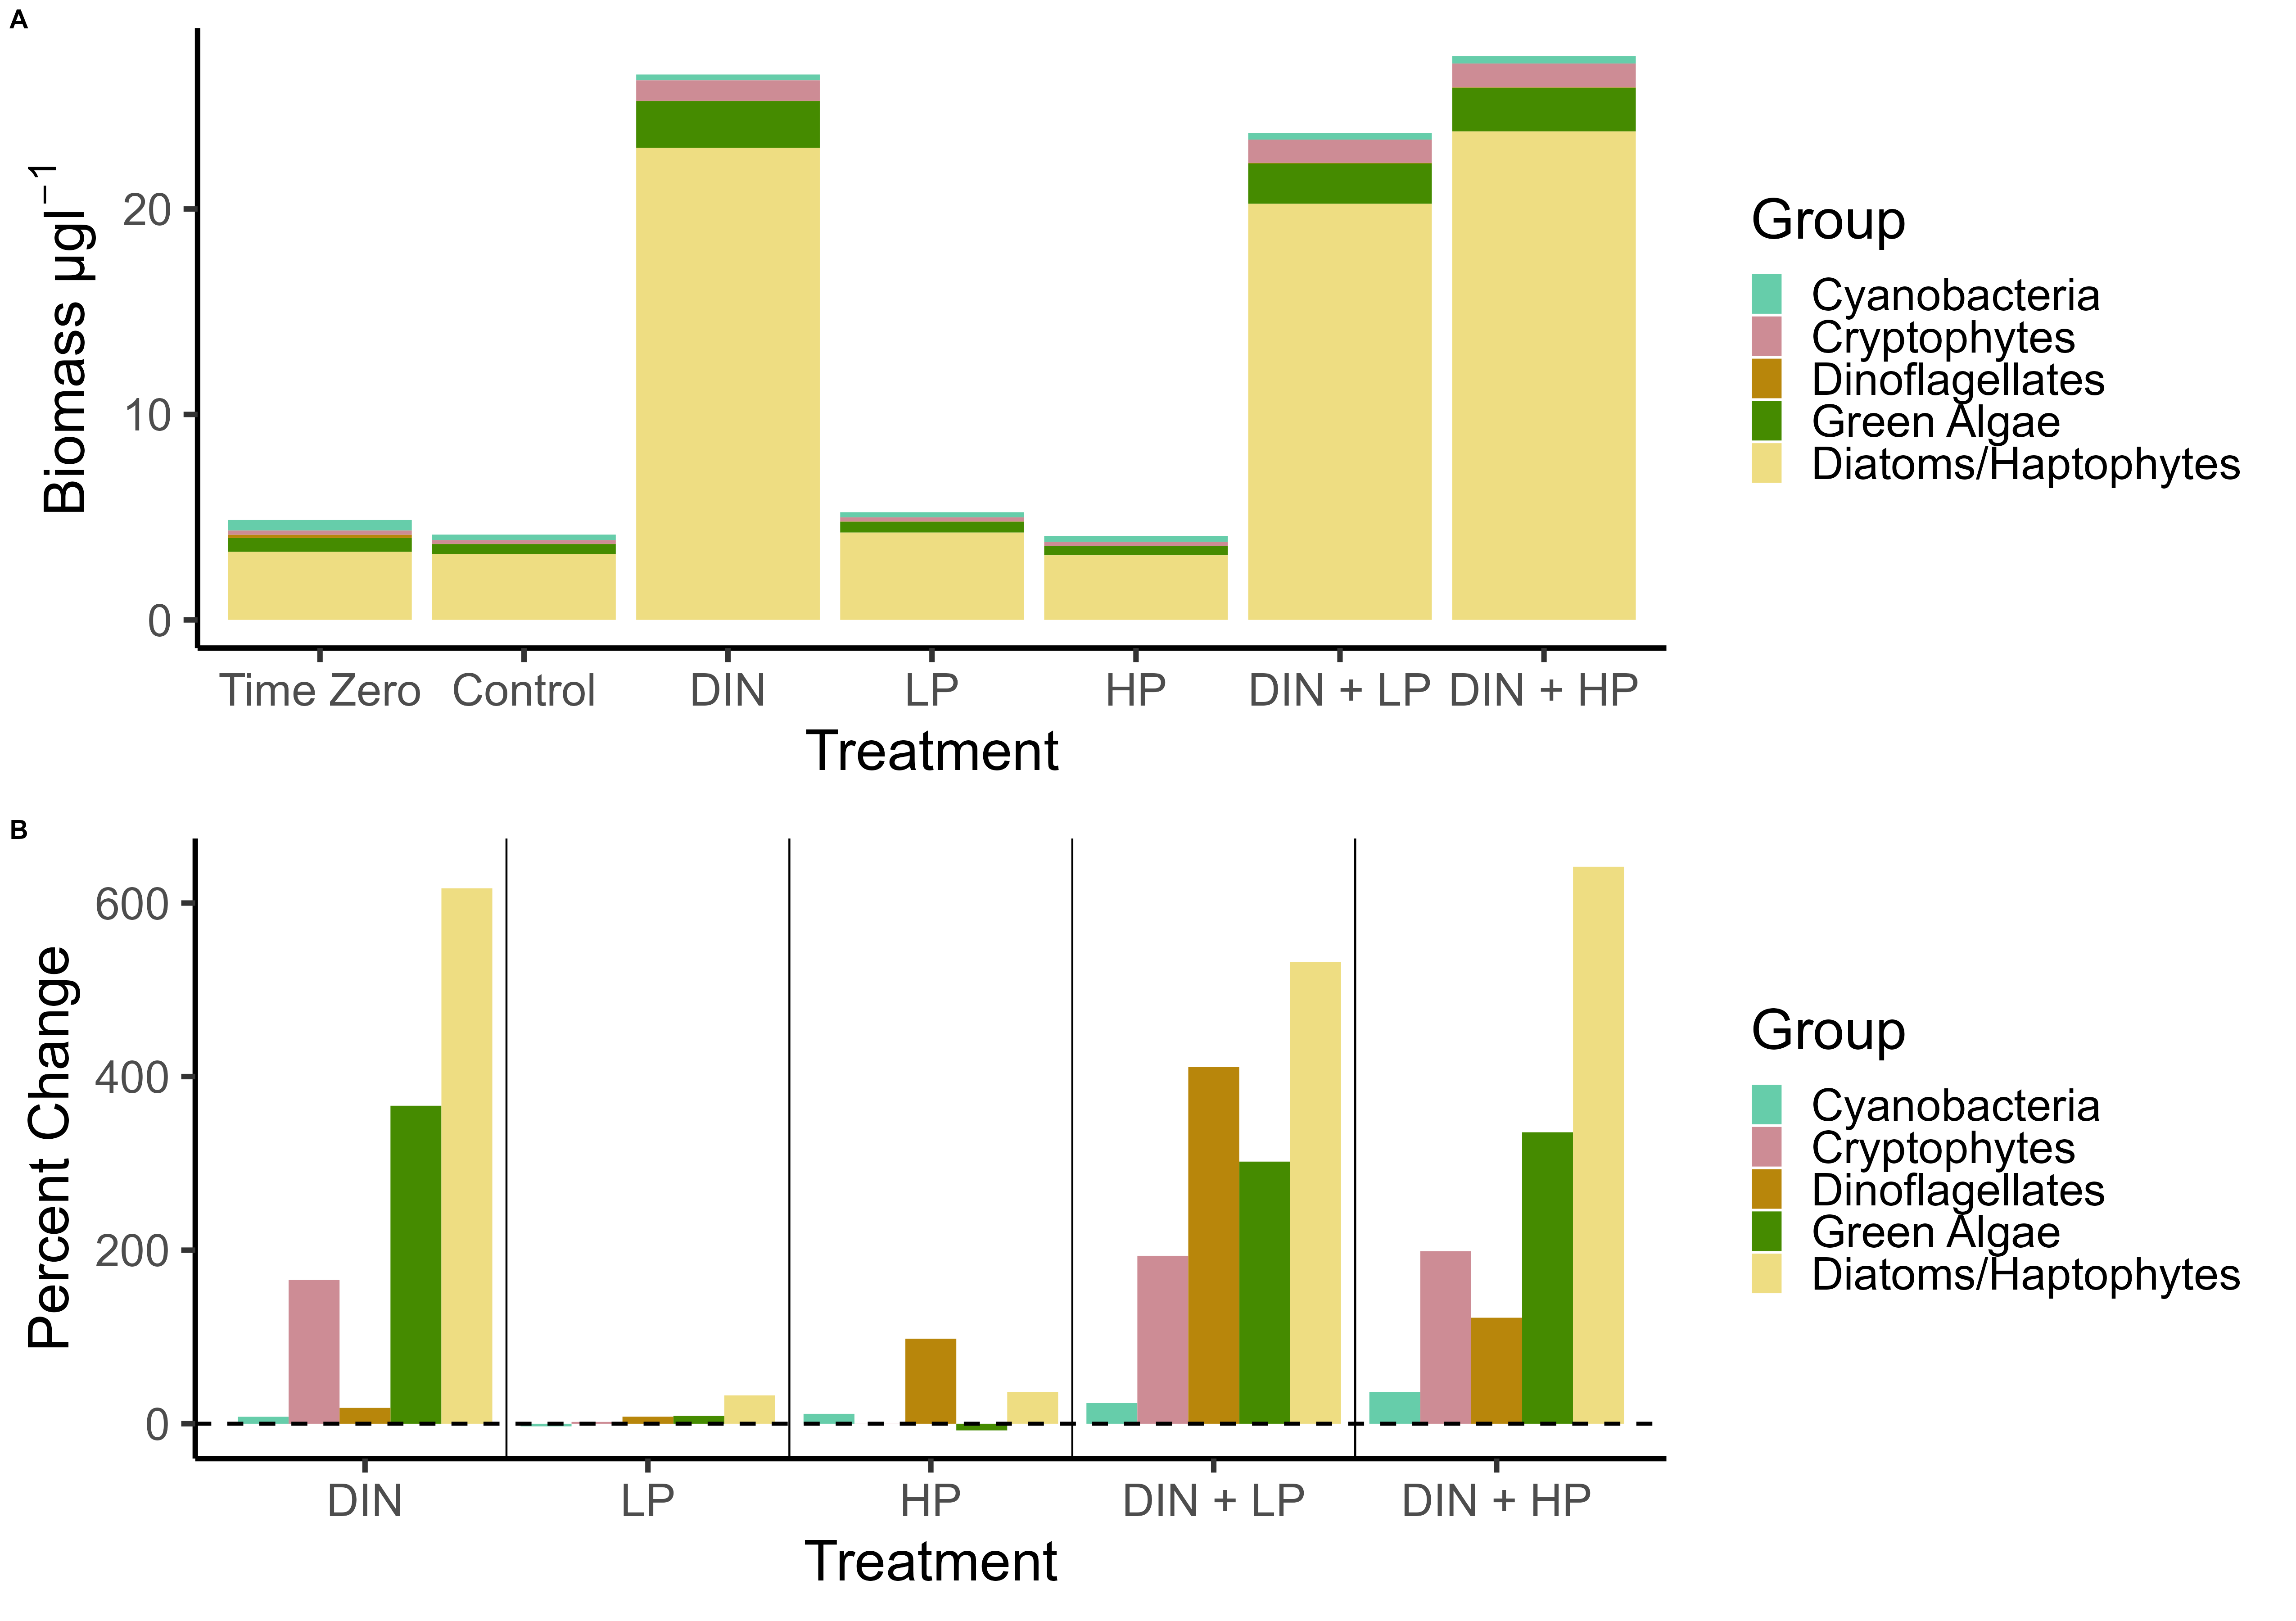 A
Biomass µgl⁻¹
20
10
0
Time Zero Control DIN LP HP DIN + LP DIN + HP
Treatment
Group
Cyanobacteria
Cryptophytes
Dinoflagellates
Green Algae
Diatoms/Haptophytes
B
Percent Change
600
400
200
0
DIN LP HP DIN + LP DIN + HP
Treatment
Group
Cyanobacteria
Cryptophytes
Dinoflagellates
Green Algae
Diatoms/Haptophytes